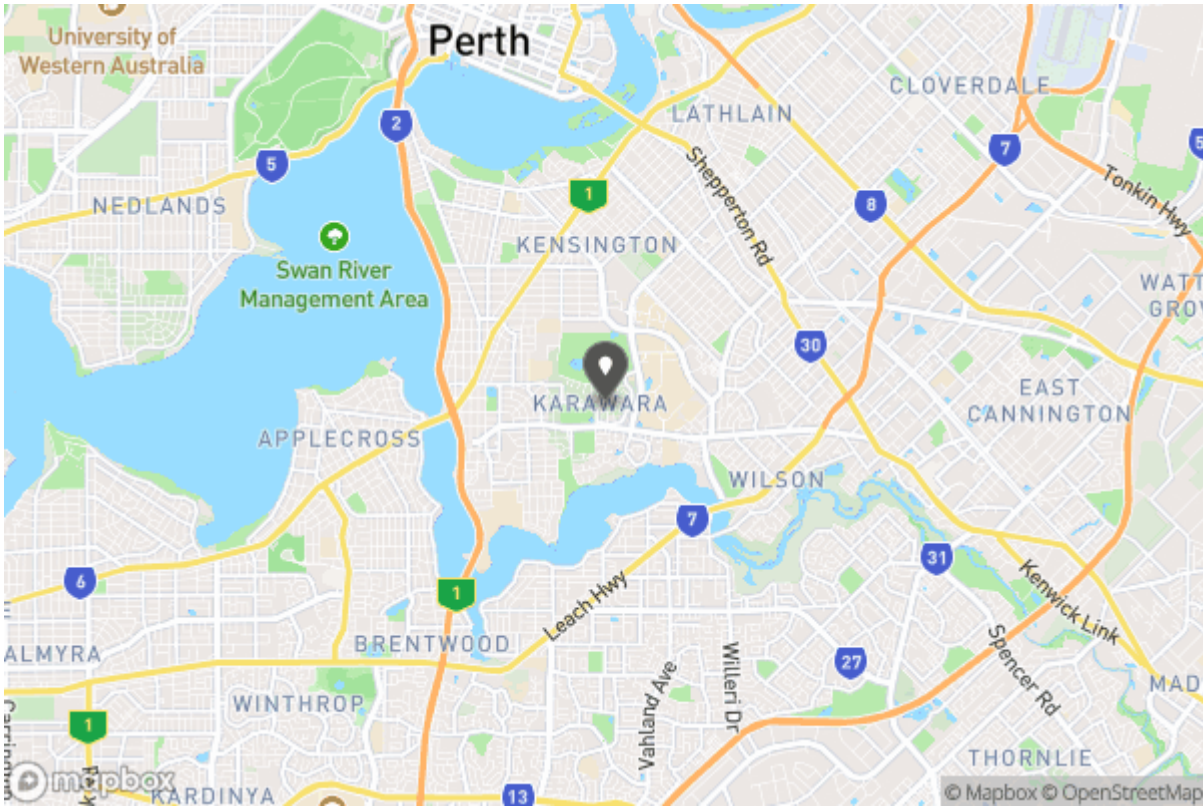 University of
Western Australia
Perth
CLOVERDALE
LATHLAIN
2
5
7
5
1
8
Shepperton Rd
Tonkin Hwy
NEDLANDS
KENSINGTON
Swan River
Management Area
WATT
GROV
30
EAST
CANNINGTON
KARAWARA
APPLECROSS
WILSON
7
31
6
1
Leach Hwy
Kenwick Link
BRENTWOOD
ALMYRA
27
Spencer Rd
Vahland Ave
Willeri Dr
MAD
WINTHROP
1
THORNLIE
mapbox
KARDINYA
13
© Mapbox © OpenStreetMap